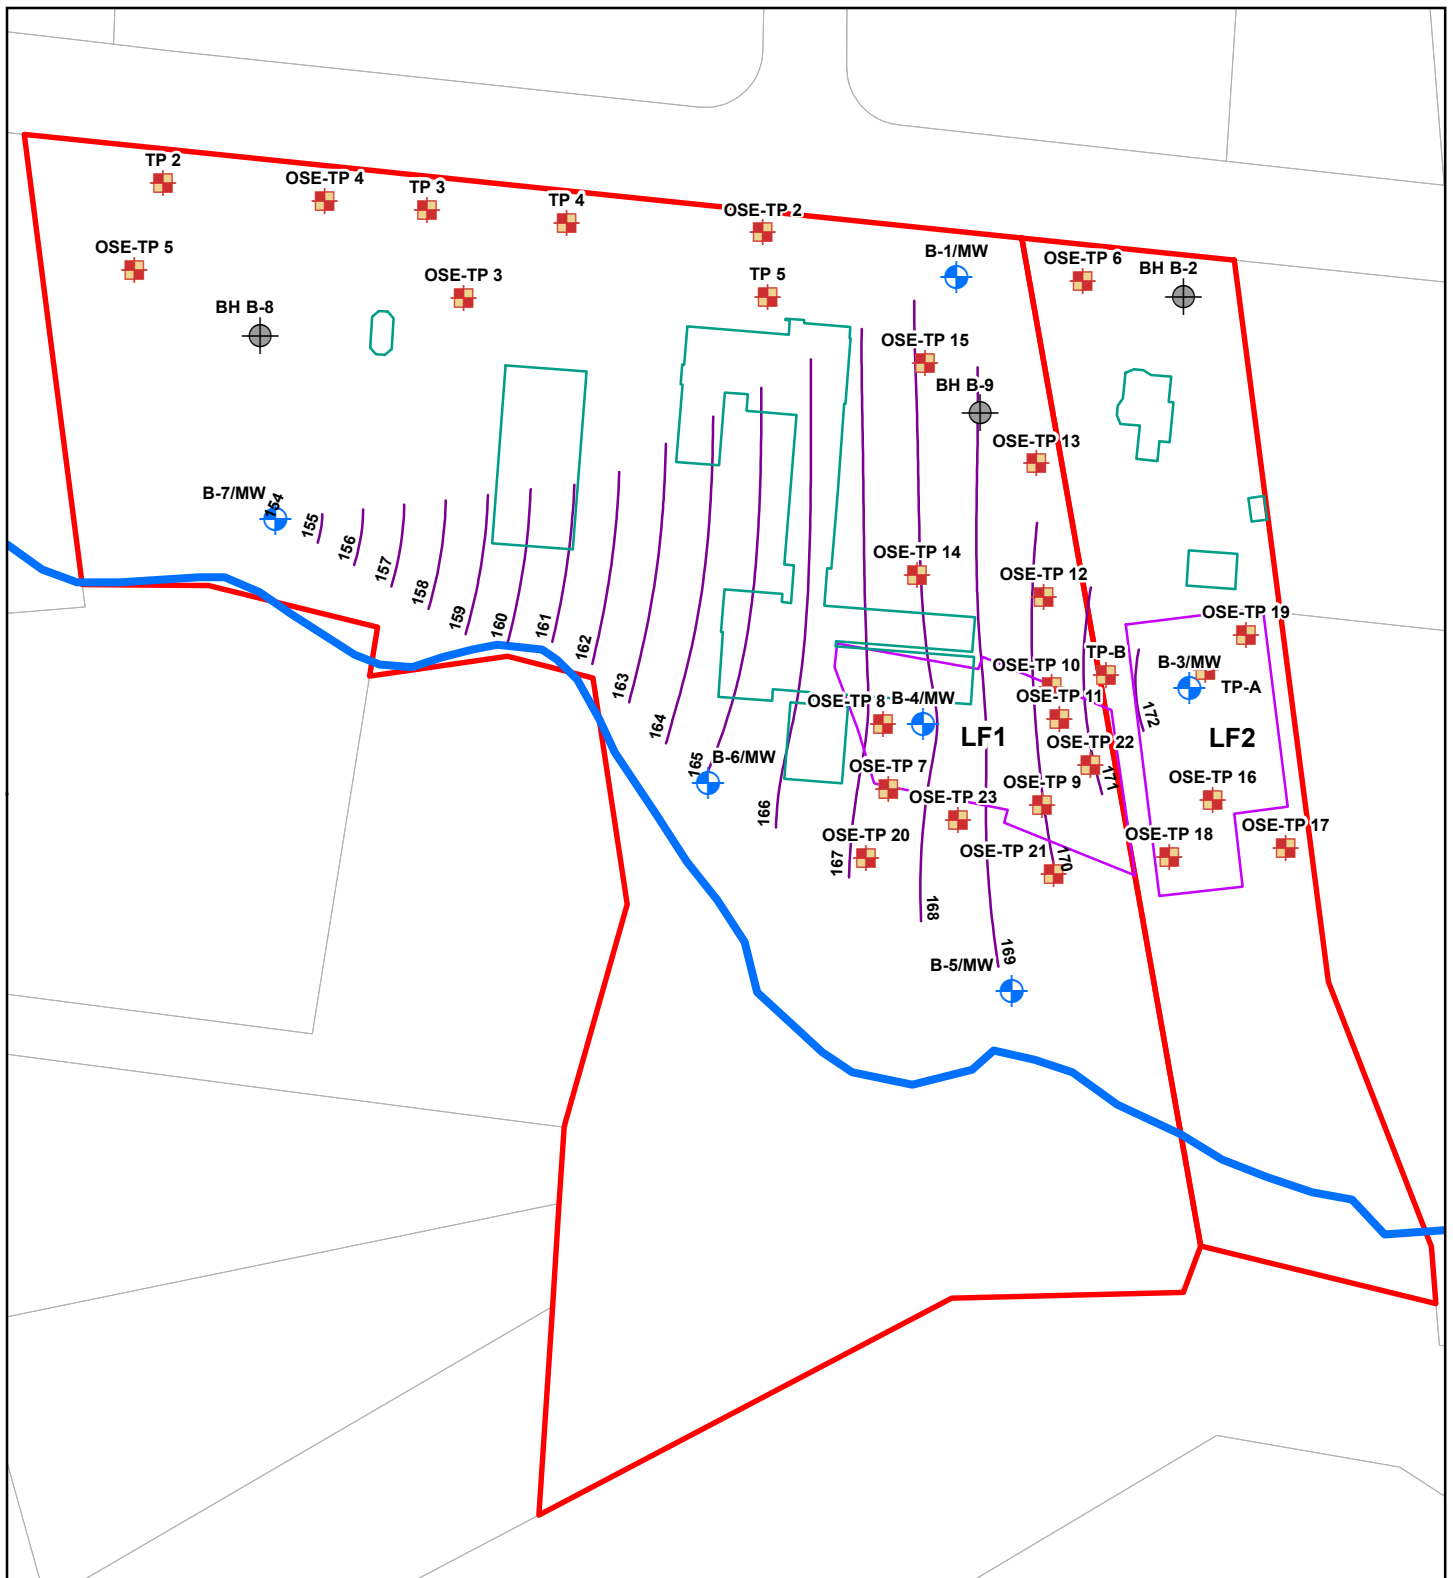 TP 2
OSE-TP 4
TP 3
TP 4
OSE-TP 2
OSE-TP 5
OSE-TP 3
TP 5
B-1/MW
OSE-TP 6
BH B-2
BH B-8
OSE-TP 15
BH B-9
OSE-TP 13
B-7/MW
154
155
156
157
158
159
160
161
162
163
164
165
166
167
168
169
170
171
172
OSE-TP 14
OSE-TP 12
OSE-TP 19
OSE-TP 10
TP-B
B-3/MW
TP-A
OSE-TP 8
B-4/MW
OSE-TP 11
LF1
LF2
OSE-TP 22
B-6/MW
OSE-TP 7
OSE-TP 9
OSE-TP 16
OSE-TP 23
OSE-TP 20
OSE-TP 21
OSE-TP 18
OSE-TP 17
B-5/MW